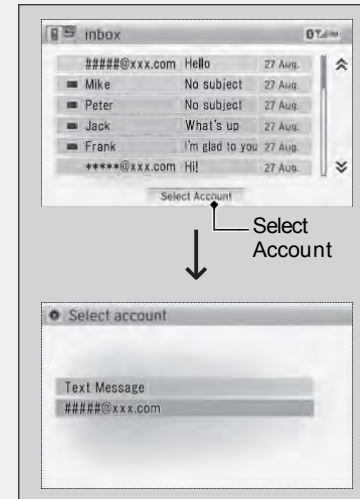 inbox
#####@xxx.com Hello 27 Aug.
Mike No subject 27 Aug.
Peter No subject 27 Aug.
Jack What's up 27 Aug.
Frank I'm glad to you 27 Aug.
*****@xxx.com Hi! 27 Aug.
Select Account
Select
Account
Select account
Text Message
#####@xxx.com